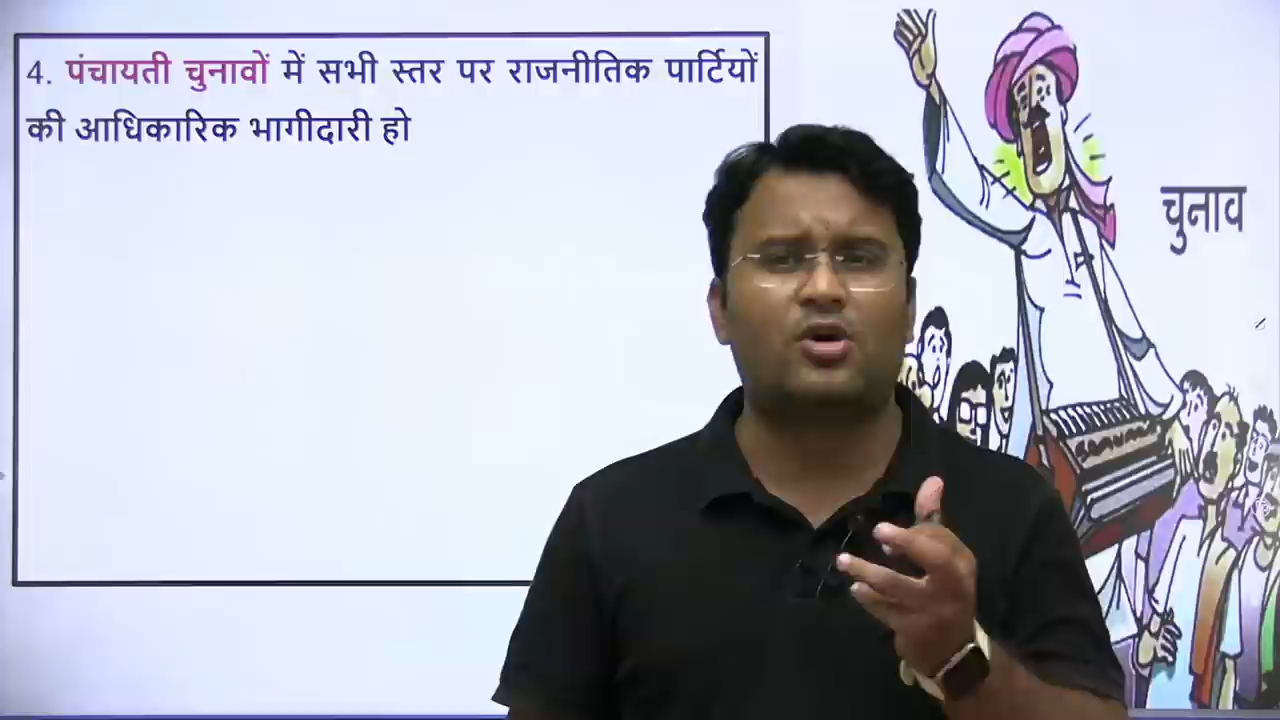 4. पंचायती चुनावों में सभी स्तर पर राजनीतिक पार्टियों
की आधिकारिक भागीदारी हो
चुनाव